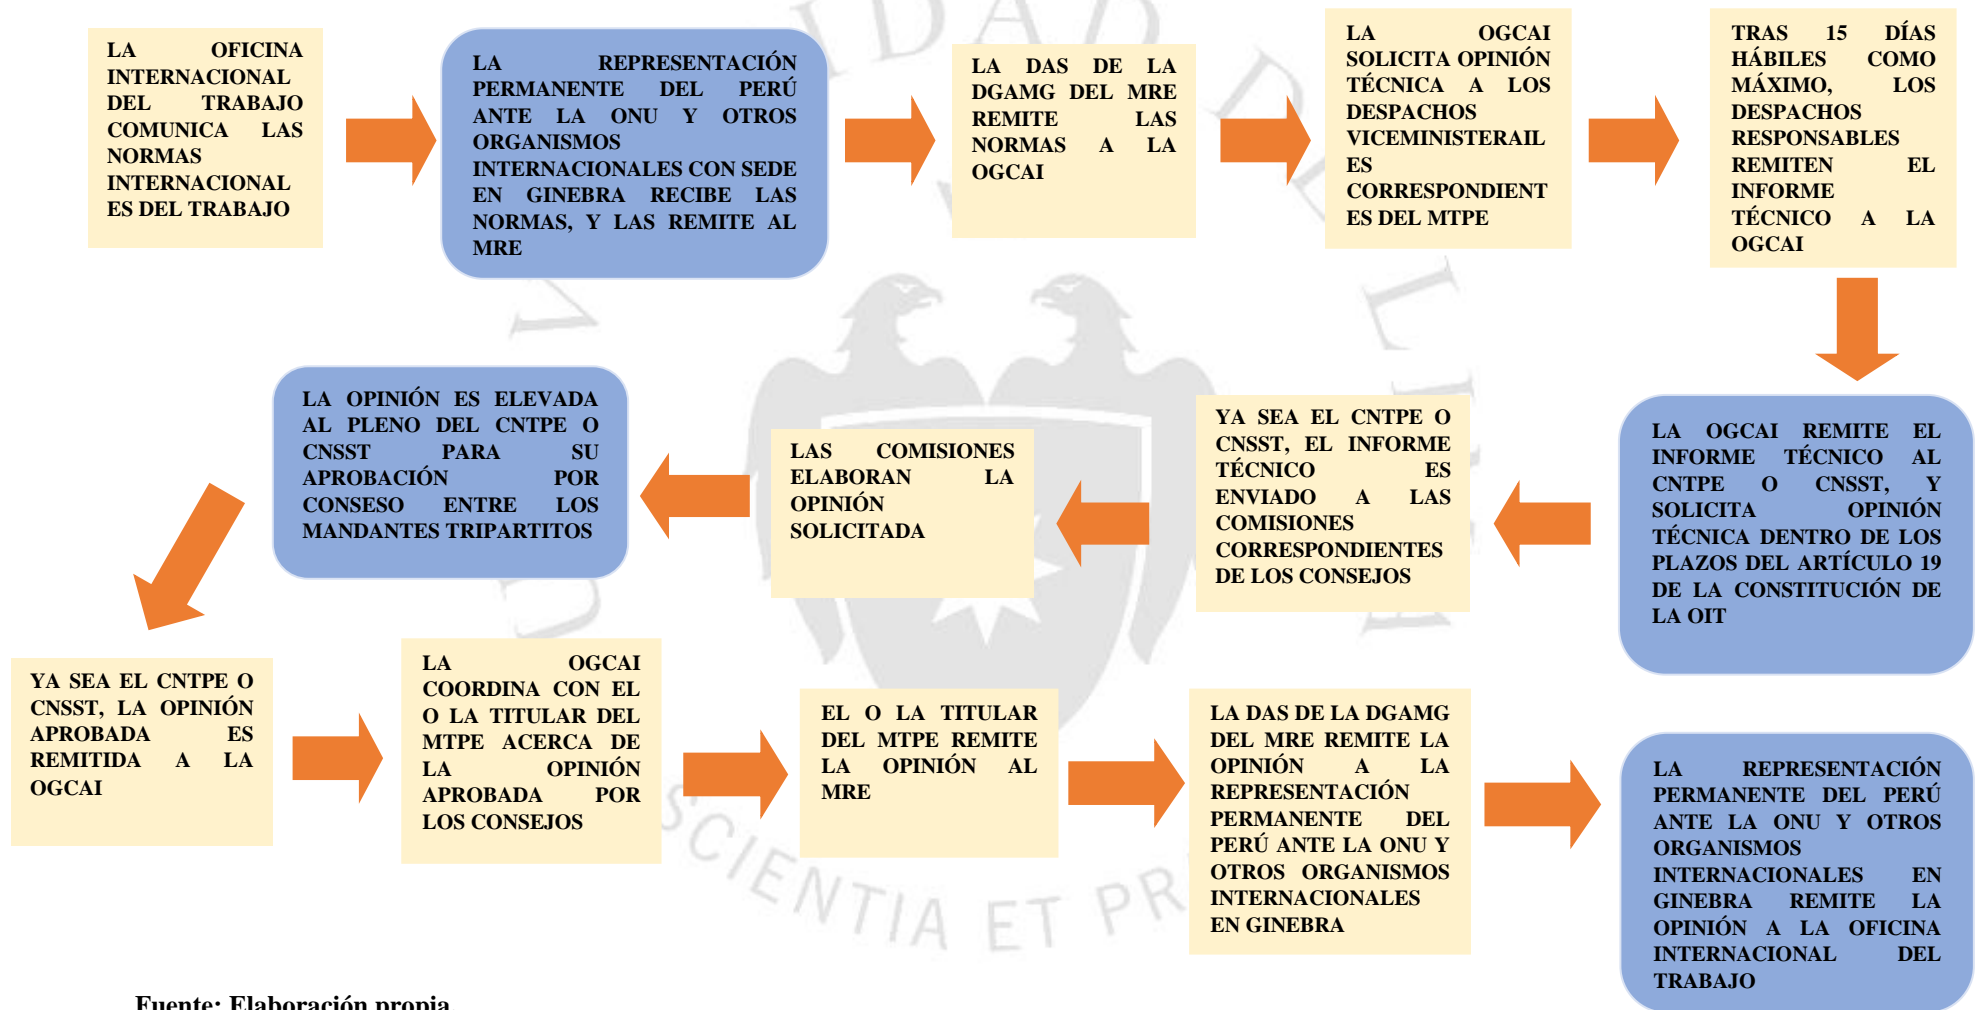 LA OFICINA
INTERNACIONAL
DEL TRABAJO
COMUNICA LAS
NORMAS
INTERNACIONAL
ES DEL TRABAJO
LA REPRESENTACIÓN
PERMANENTE DEL PERÚ
ANTE LA ONU Y OTROS
ORGANISMOS
INTERNACIONALES CON SEDE
EN GINEBRA RECIBE LAS
NORMAS, Y LAS REMITE AL
MRE
LA DAS DE LA
DGAMG DEL MRE
REMITE LAS
NORMAS A LA
OGCAI
LA OGCAI
SOLICITA OPINIÓN
TÉCNICA A LOS
DESPACHOS
VICEMINISTERAIL
ES
CORRESPONDIENT
ES DEL MTPE
TRAS 15 DÍAS
HÁBILES COMO
MÁXIMO, LOS
DESPACHOS
RESPONSABLES
REMITEN EL
INFORME
TÉCNICO A LA
OGCAI
LA OGCAI REMITE EL
INFORME TÉCNICO AL
CNTPE O CNSST, Y
SOLICITA OPINIÓN
TÉCNICA DENTRO DE LOS
PLAZOS DEL ARTÍCULO 19
DE LA CONSTITUCIÓN DE
LA OIT
YA SEA EL CNTPE O
CNSST, EL INFORME
TÉCNICO ES
ENVIADO A LAS
COMISIONES
CORRESPONDIENTES
DE LOS CONSEJOS
LAS COMISIONES
ELABORAN LA
OPINIÓN
SOLICITADA
LA OPINIÓN ES ELEVADA
AL PLENO DEL CNTPE O
CNSST PARA SU
APROBACIÓN POR
CONSESO ENTRE LOS
MANDANTES TRIPARTITOS
YA SEA EL CNTPE O
CNSST, LA OPINIÓN
APROBADA ES
REMITIDA A LA
OGCAI
LA OGCAI
COORDINA CON EL
O LA TITULAR DEL
MTPE ACERCA DE
LA OPINIÓN
APROBADA POR
LOS CONSEJOS
EL O LA TITULAR
DEL MTPE REMITE
LA OPINIÓN AL
MRE
LA DAS DE LA DGAMG
DEL MRE REMITE LA
OPINIÓN A LA
REPRESENTACIÓN
PERMANENTE DEL
PERÚ ANTE LA ONU Y
OTROS ORGANISMOS
INTERNACIONALES
EN GINEBRA
LA REPRESENTACIÓN
PERMANENTE DEL PERÚ
ANTE LA ONU Y OTROS
ORGANISMOS
INTERNACIONALES EN
GINEBRA REMITE LA
OPINIÓN A LA OFICINA
INTERNACIONAL DEL
TRABAJO
SCIENTIA ET PR
Fuente: Elaboración propia